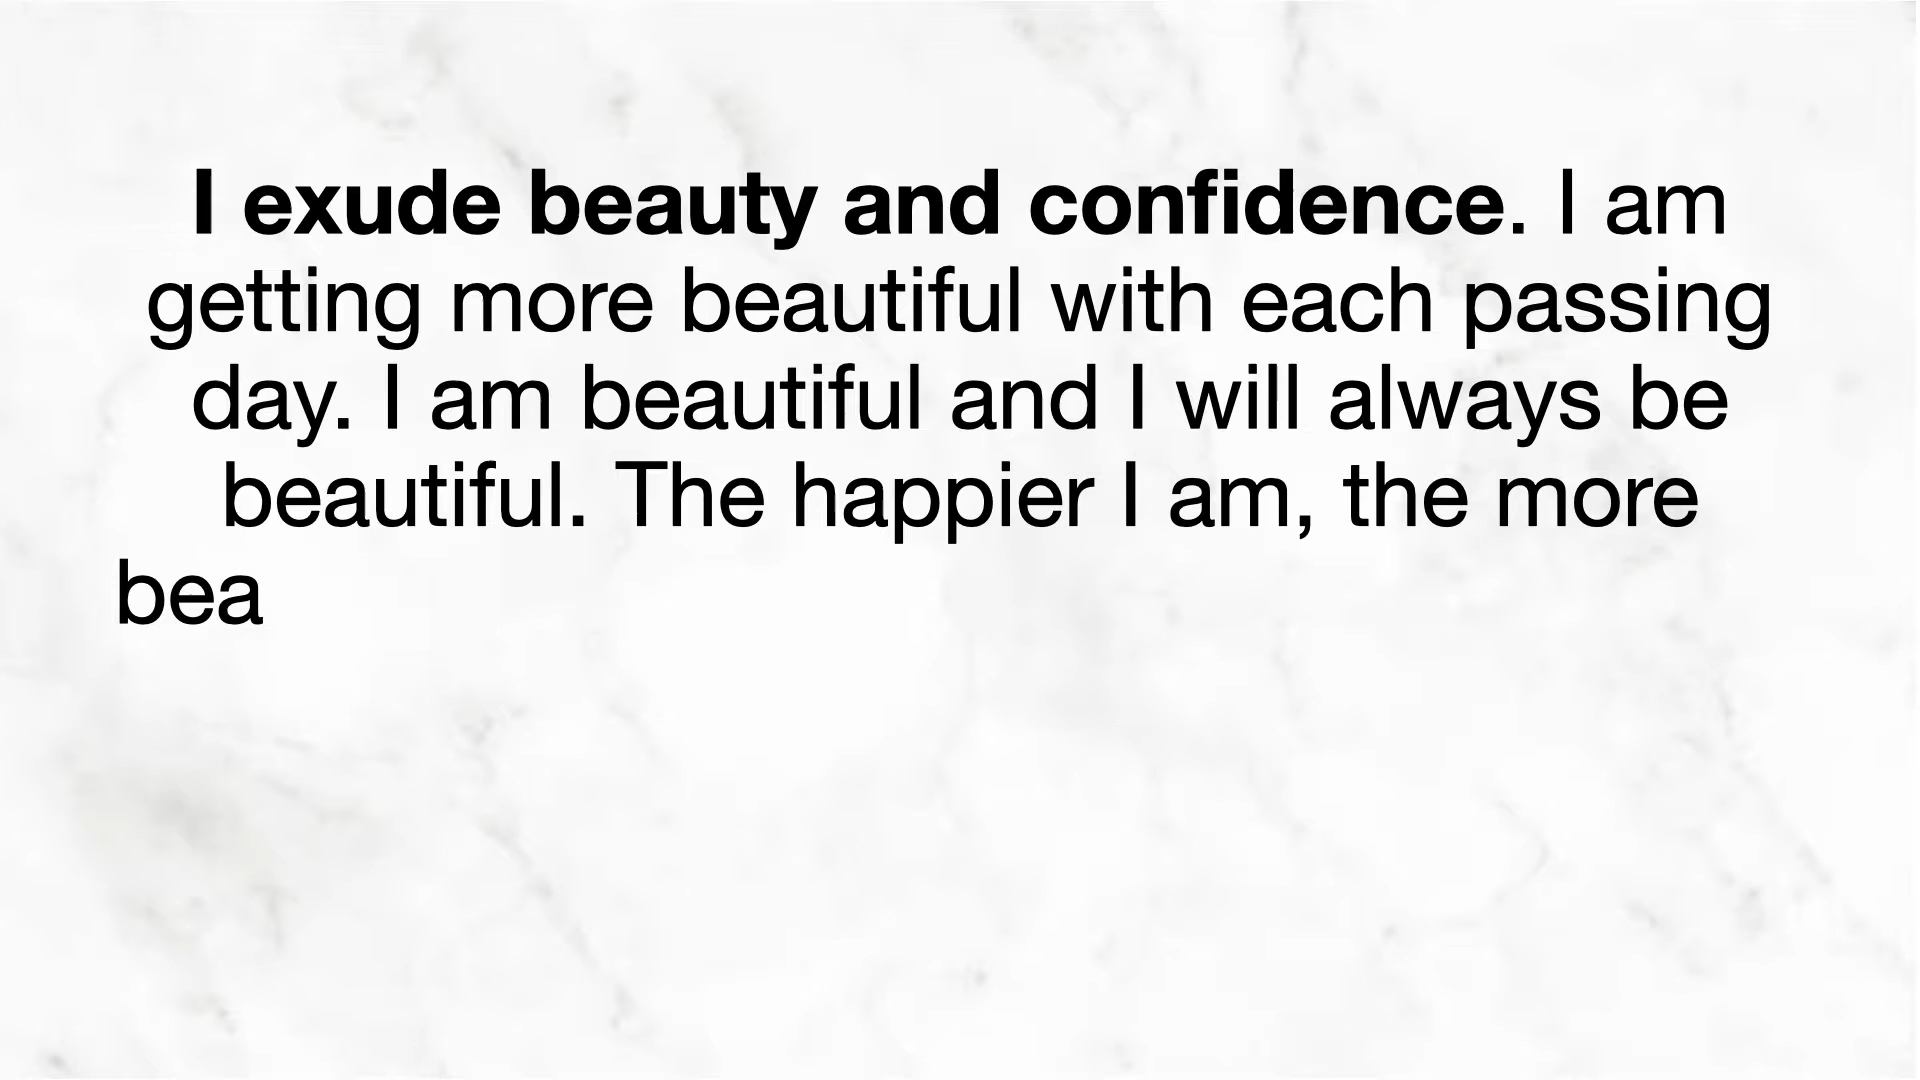 I exude beauty and confidence. I am
getting more beautiful with each passing
day. I am beautiful and I will always be
beautiful. The happier I am, the more
bea